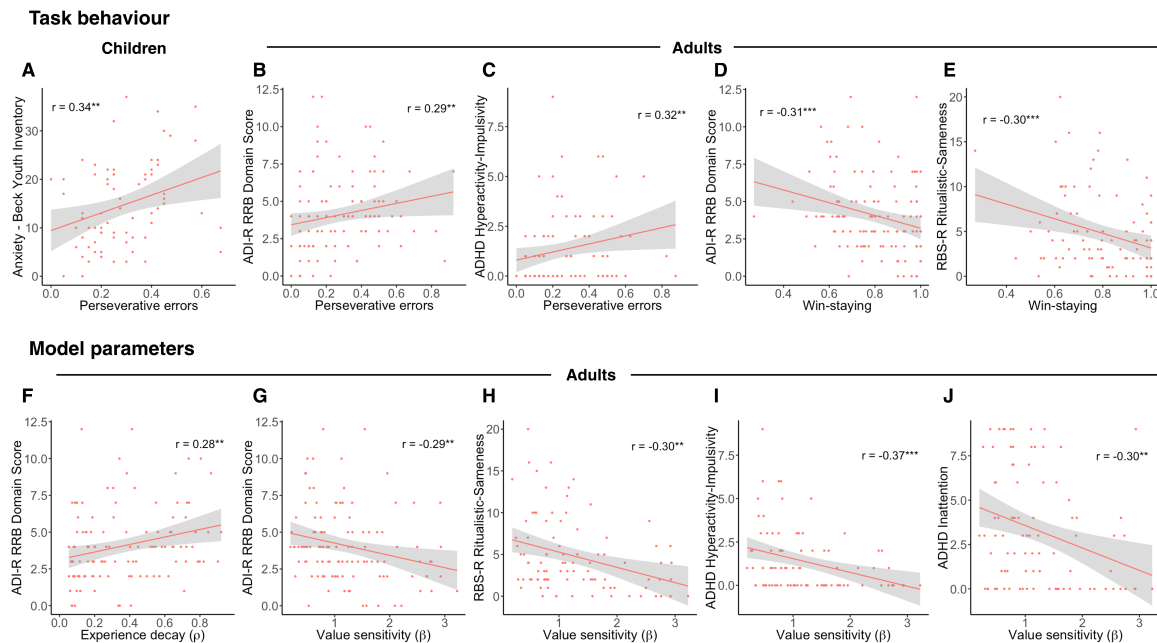 Task behaviour
Children
Adults
A
Anxiety - Beck Youth Inventory
r = 0.34**
30
20
10
0
0.0 0.2 0.4 0.6
Perseverative errors
B
ADI-R RRB Domain Score
r = 0.29**
12.5
10.0
7.5
5.0
2.5
0.0
0.0 0.2 0.4 0.6 0.8
Perseverative errors
C
ADHD Hyperactivity-Impulsivity
r = 0.32**
7.5
5.0
2.5
0.0
0.0 0.2 0.4 0.6 0.8
Perseverative errors
D
ADI-R RRB Domain Score
r = -0.31***
12.5
10.0
7.5
5.0
2.5
0.0
0.4 0.6 0.8 1.0
Win-staying
E
RBS-R Ritualistic-Sameness
r = -0.30***
20
15
10
5
0
0.4 0.6 0.8 1.0
Win-staying
Model parameters
Adults
F
ADI-R RRB Domain Score
r = 0.28**
12.5
10.0
7.5
5.0
2.5
0.0
0.0 0.2 0.4 0.6 0.8
Experience decay (ρ)
G
ADI-R RRB Domain Score
r = -0.29**
12.5
10.0
7.5
5.0
2.5
0.0
1 2 3
Value sensitivity (β)
H
RBS-R Ritualistic-Sameness
r = -0.30**
20
15
10
5
0
1 2 3
Value sensitivity (β)
I
ADHD Hyperactivity-Impulsivity
r = -0.37***
7.5
5.0
2.5
0.0
1 2 3
Value sensitivity (β)
J
ADHD Inattention
r = -0.30**
7.5
5.0
2.5
0.0
1 2 3
Value sensitivity (β)